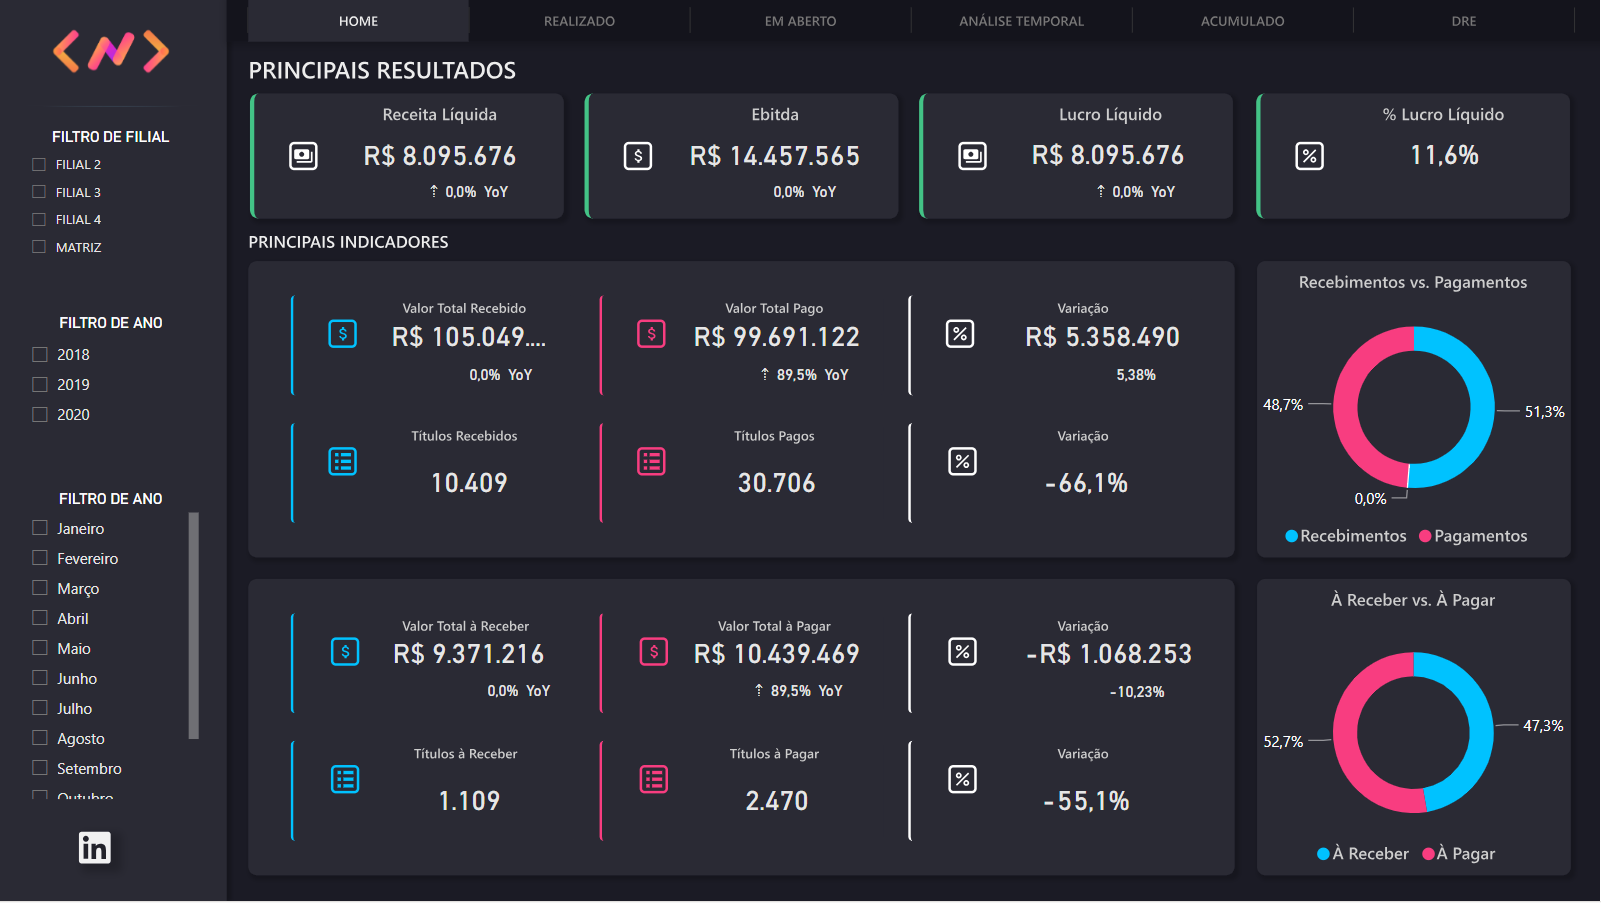 HOME
REALIZADO
EM ABERTO
ANÁLISE TEMPORAL
ACUMULADO
DRE
FILTRO DE FILIAL
FILIAL 2
FILIAL 3
FILIAL 4
MATRIZ
FILTRO DE ANO
2018
2019
2020
FILTRO DE ANO
Janeiro
Fevereiro
Março
Abril
Maio
Junho
Julho
Agosto
Setembro
Outubro
in
PRINCIPAIS RESULTADOS
Receita Líquida
$
R$ 8.095.676
↑ 0,0% YoY
Ebitda
$
R$ 14.457.565
0,0% YoY
Lucro Líquido
R$ 8.095.676
↑ 0,0% YoY
% Lucro Líquido
%
11,6%
PRINCIPAIS INDICADORES
Valor Total Recebido
$
R$ 105.049....
0,0% YoY
Valor Total Pago
$
R$ 99.691.122
↑ 89,5% YoY
Variação
%
R$ 5.358.490
5,38%
Títulos Recebidos
10.409
Títulos Pagos
30.706
Variação
%
-66,1%
Recebimentos vs. Pagamentos
48,7%
51,3%
0,0%
Recebimentos Pagamentos
Valor Total à Receber
$
R$ 9.371.216
0,0% YoY
Valor Total à Pagar
$
R$ 10.439.469
↑ 89,5% YoY
Variação
%
-R$ 1.068.253
-10,23%
Títulos à Receber
1.109
Títulos à Pagar
2.470
Variação
%
-55,1%
À Receber vs. À Pagar
47,3%
52,7%
À Receber À Pagar